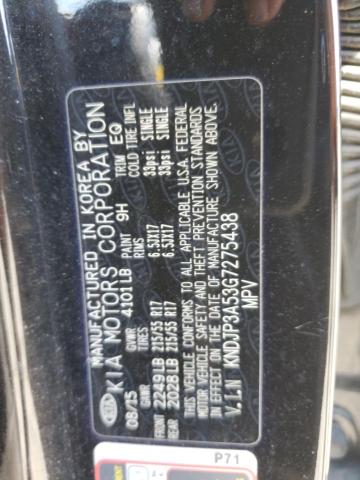 MANUFACTURED IN KOREA BY
KIA MOTORS CORPORATION
08/15 GVWR 4101LB PAINT 9H TRIM EQ
GAWR TIRES RIMS COLD TIRE INFL
FRONT 2249LB 215/55 R17 6.5JX17 33psi SINGLE
REAR 2028LB 215/55 R17 6.5JX17 33psi SINGLE
THIS VEHICLE CONFORMS TO ALL APPLICABLE U.S.A. FEDERAL
MOTOR VEHICLE SAFETY AND THEFT PREVENTION STANDARDS
IN EFFECT ON THE DATE OF MANUFACTURE SHOWN ABOVE.
V.I.N KNDJP3A53G7275438
MPV
P71